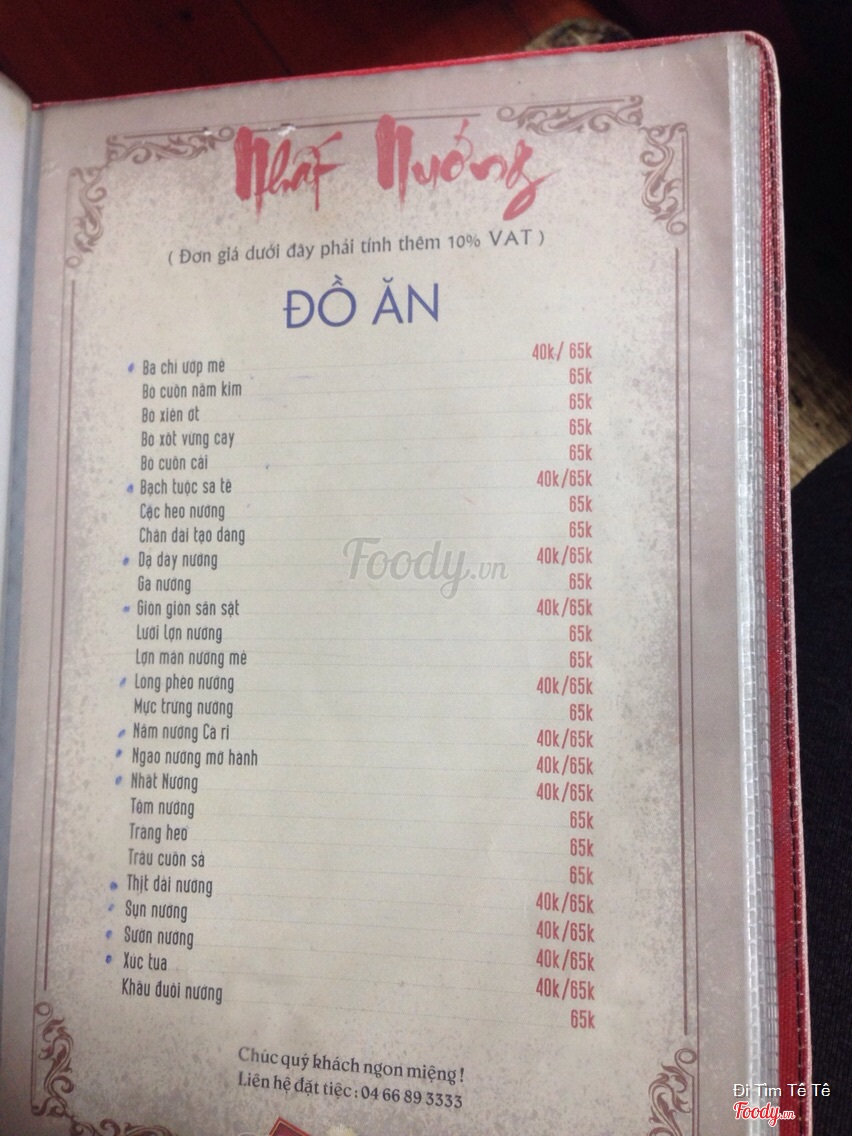 Nhất Nướng
( Đơn giá dưới đây phải tính thêm 10% VAT )
ĐỒ ĂN
Ba chỉ ướp mẻ 40k/ 65k
Bò cuốn nấm kim 65k
Bò xiên ớt 65k
Bò xốt vừng cay 65k
Bò cuốn cải 65k
Bạch tuộc sa tế 40k/65k
Cặc heo nướng 65k
Chân dài tạo dáng 65k
Dạ dày nướng 40k/65k
Gà nướng 65k
Giòn giòn sần sật 40k/65k
Lưỡi lợn nướng 65k
Lợn mán nướng mẻ 65k
Lòng phèo nướng 40k/65k
Mực trứng nướng 65k
Nầm nướng Cà ri 40k/65k
Ngao nướng mỡ hành 40k/65k
Nhất Nướng 40k/65k
Tôm nướng 65k
Tràng heo 65k
Trâu cuốn sả 65k
Thịt dải nướng 40k/65k
Sụn nướng 40k/65k
Sườn nướng 40k/65k
Xúc tua 40k/65k
Khấu đuôi nướng 65k
Chúc quý khách ngon miệng !
Liên hệ đặt tiệc : 04 66 89 3333
Foody.vn
Đi Tìm Tê Tê
Foody.vn